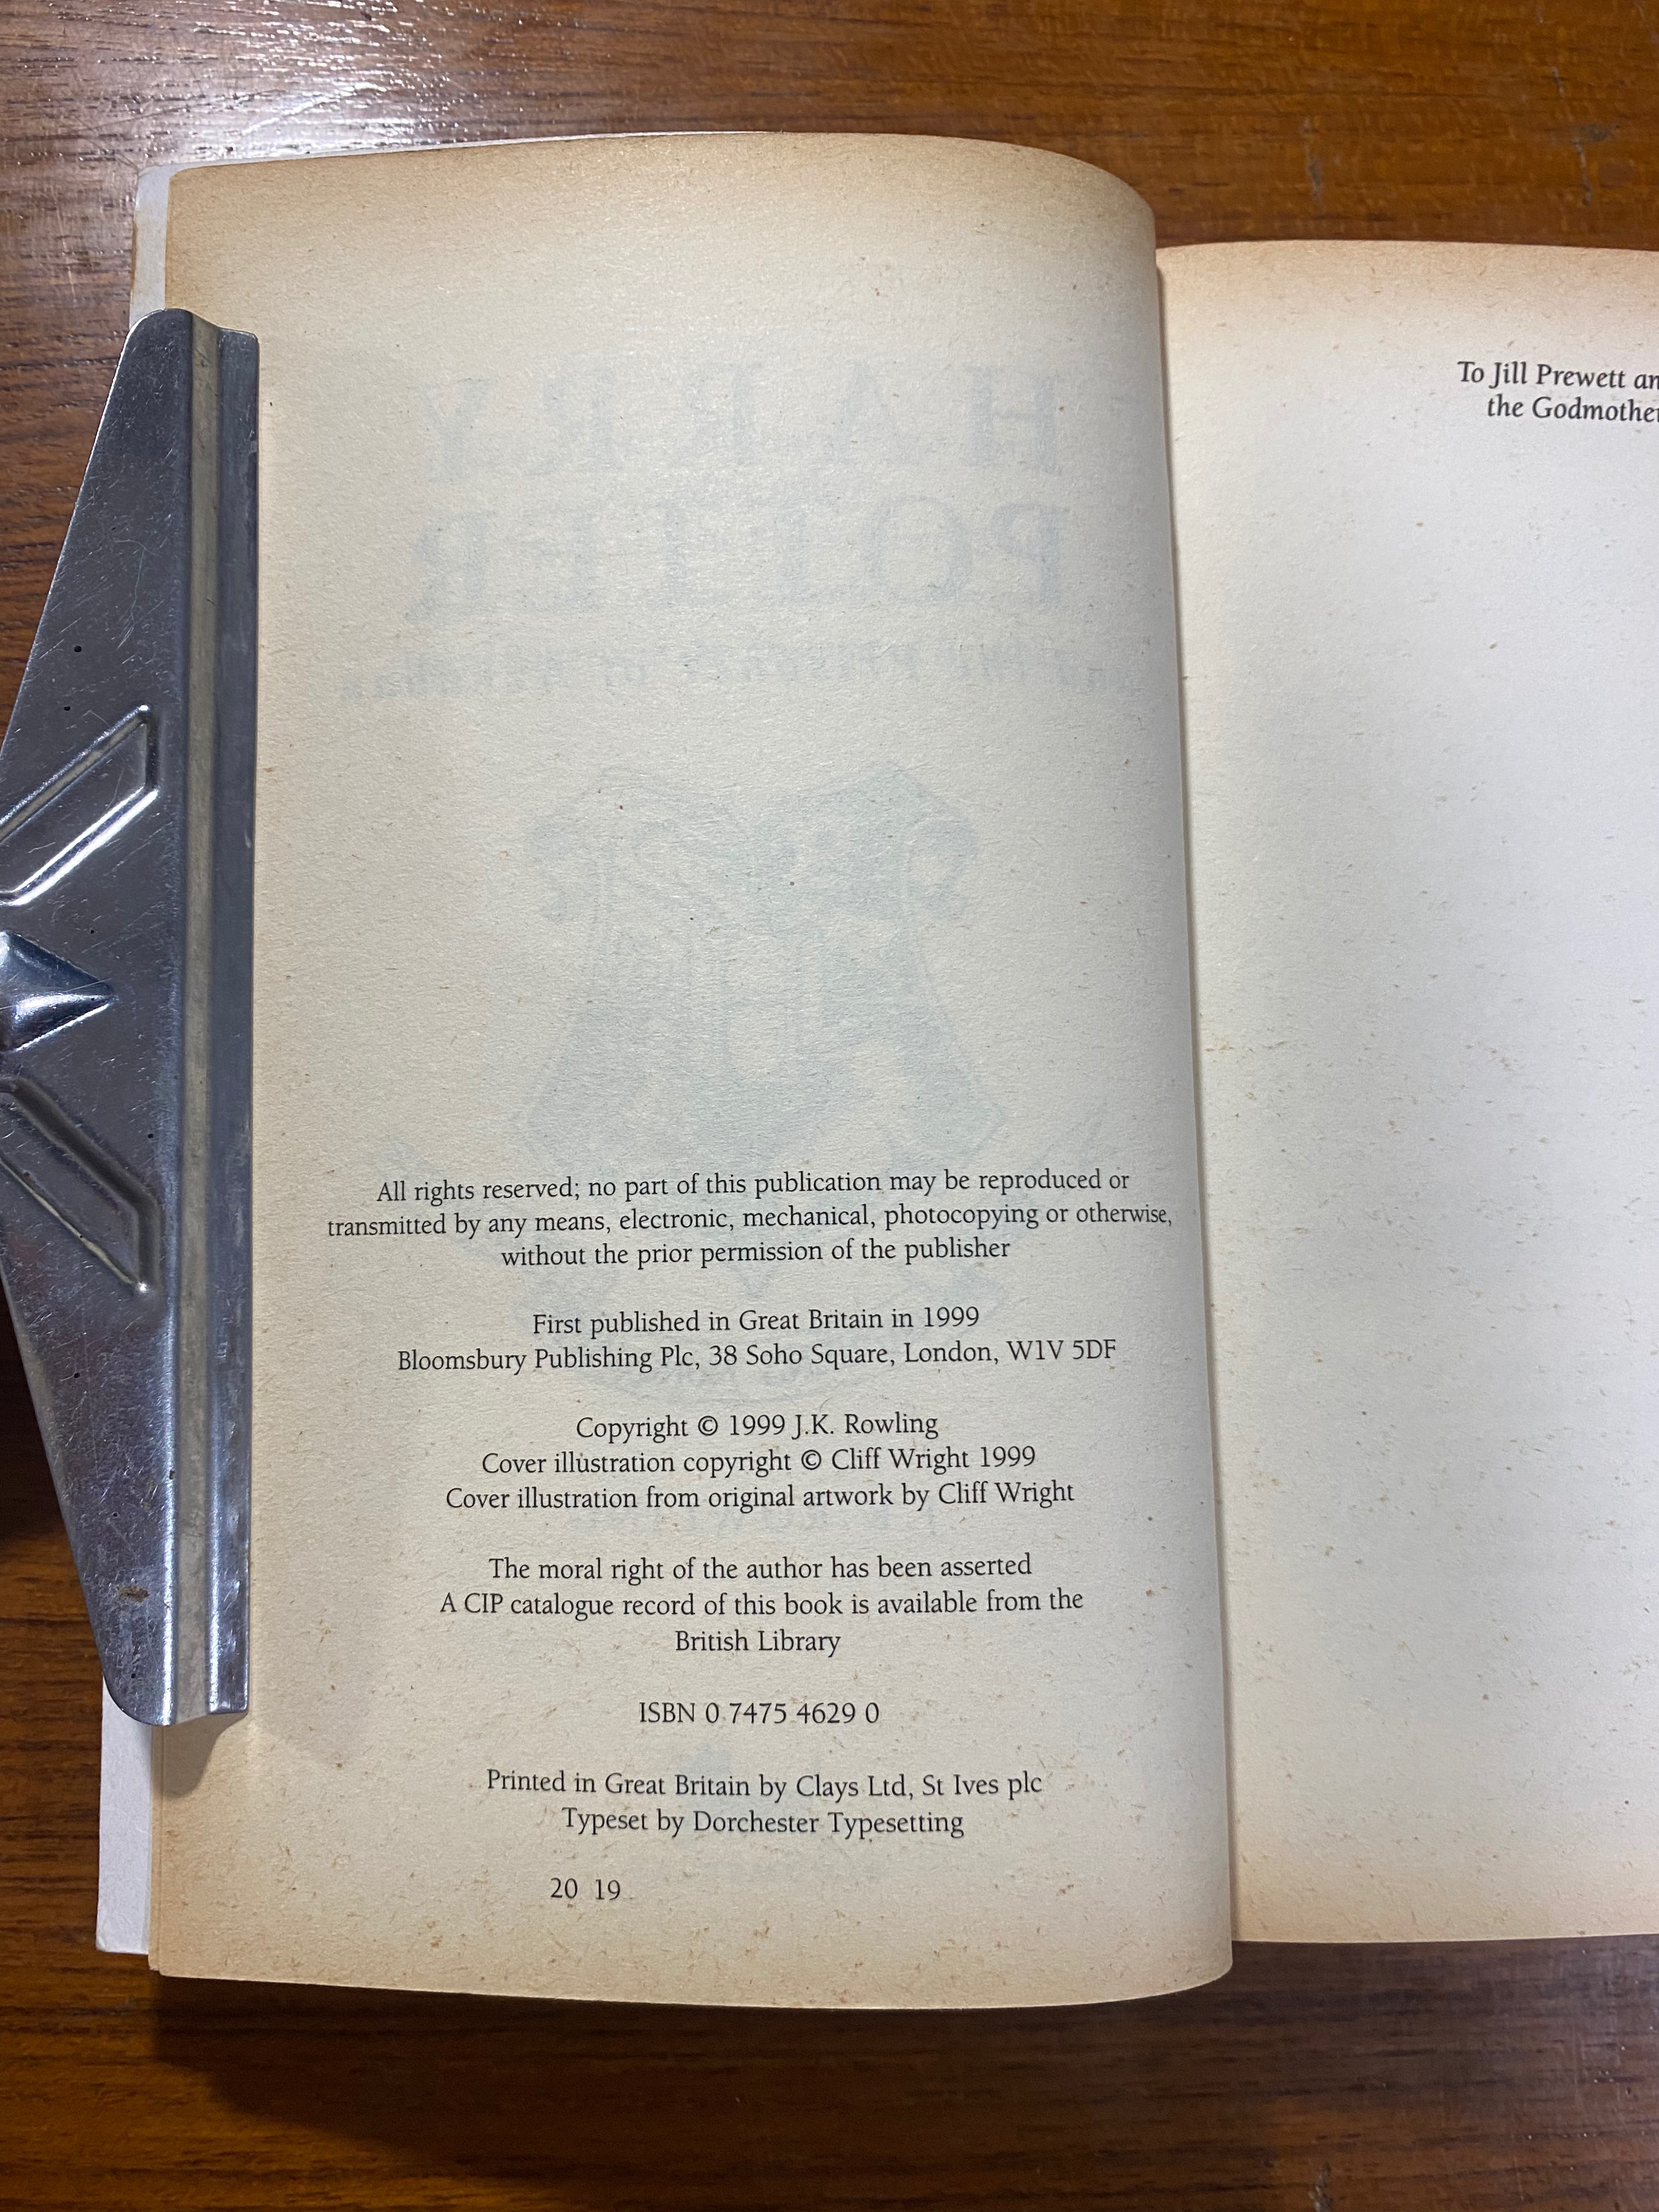 All rights reserved; no part of this publication may be reproduced or
transmitted by any means, electronic, mechanical, photocopying or otherwise,
without the prior permission of the publisher
First published in Great Britain in 1999
Bloomsbury Publishing Plc, 38 Soho Square, London, W1V 5DF
Copyright © 1999 J.K. Rowling
Cover illustration copyright © Cliff Wright 1999
Cover illustration from original artwork by Cliff Wright
The moral right of the author has been asserted
A CIP catalogue record of this book is available from the
British Library
ISBN 0 7475 4629 0
Printed in Great Britain by Clays Ltd, St Ives plc
Typeset by Dorchester Typesetting
20 19
To Jill Prewett
the